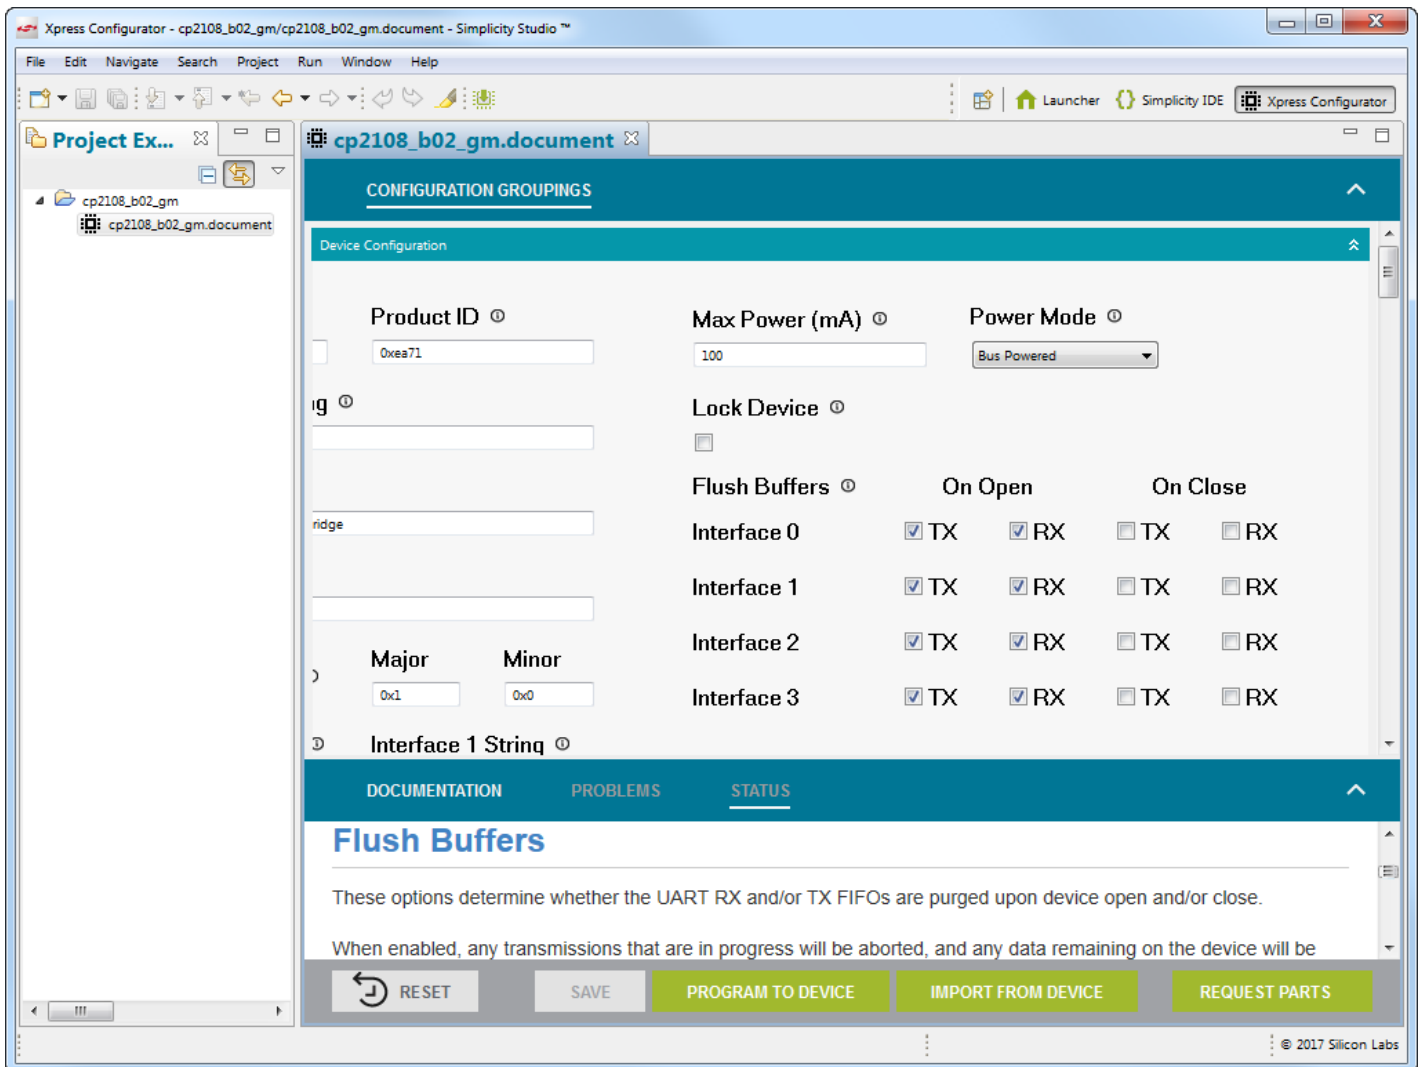 Xpress Configurator - cp2108_b02_gm/cp2108_b02_gm.document - Simplicity Studio ™
File Edit Navigate Search Project Run Window Help
Launcher Simplicity IDE Xpress Configurator
Project Ex...
cp2108_b02_gm.document
cp2108_b02_gm
cp2108_b02_gm.document
CONFIGURATION GROUPINGS
Device Configuration
Product ID Max Power (mA) Power Mode
0xea71 100 Bus Powered
Lock Device
Flush Buffers On Open On Close
ridge
Interface 0 TX RX TX RX
Interface 1 TX RX TX RX
Interface 2 TX RX TX RX
Major Minor
0x1 0x0
Interface 3 TX RX TX RX
Interface 1 String
DOCUMENTATION PROBLEMS STATUS
Flush Buffers
These options determine whether the UART RX and/or TX FIFOs are purged upon device open and/or close.
When enabled, any transmissions that are in progress will be aborted, and any data remaining on the device will be
RESET SAVE PROGRAM TO DEVICE IMPORT FROM DEVICE REQUEST PARTS
© 2017 Silicon Labs